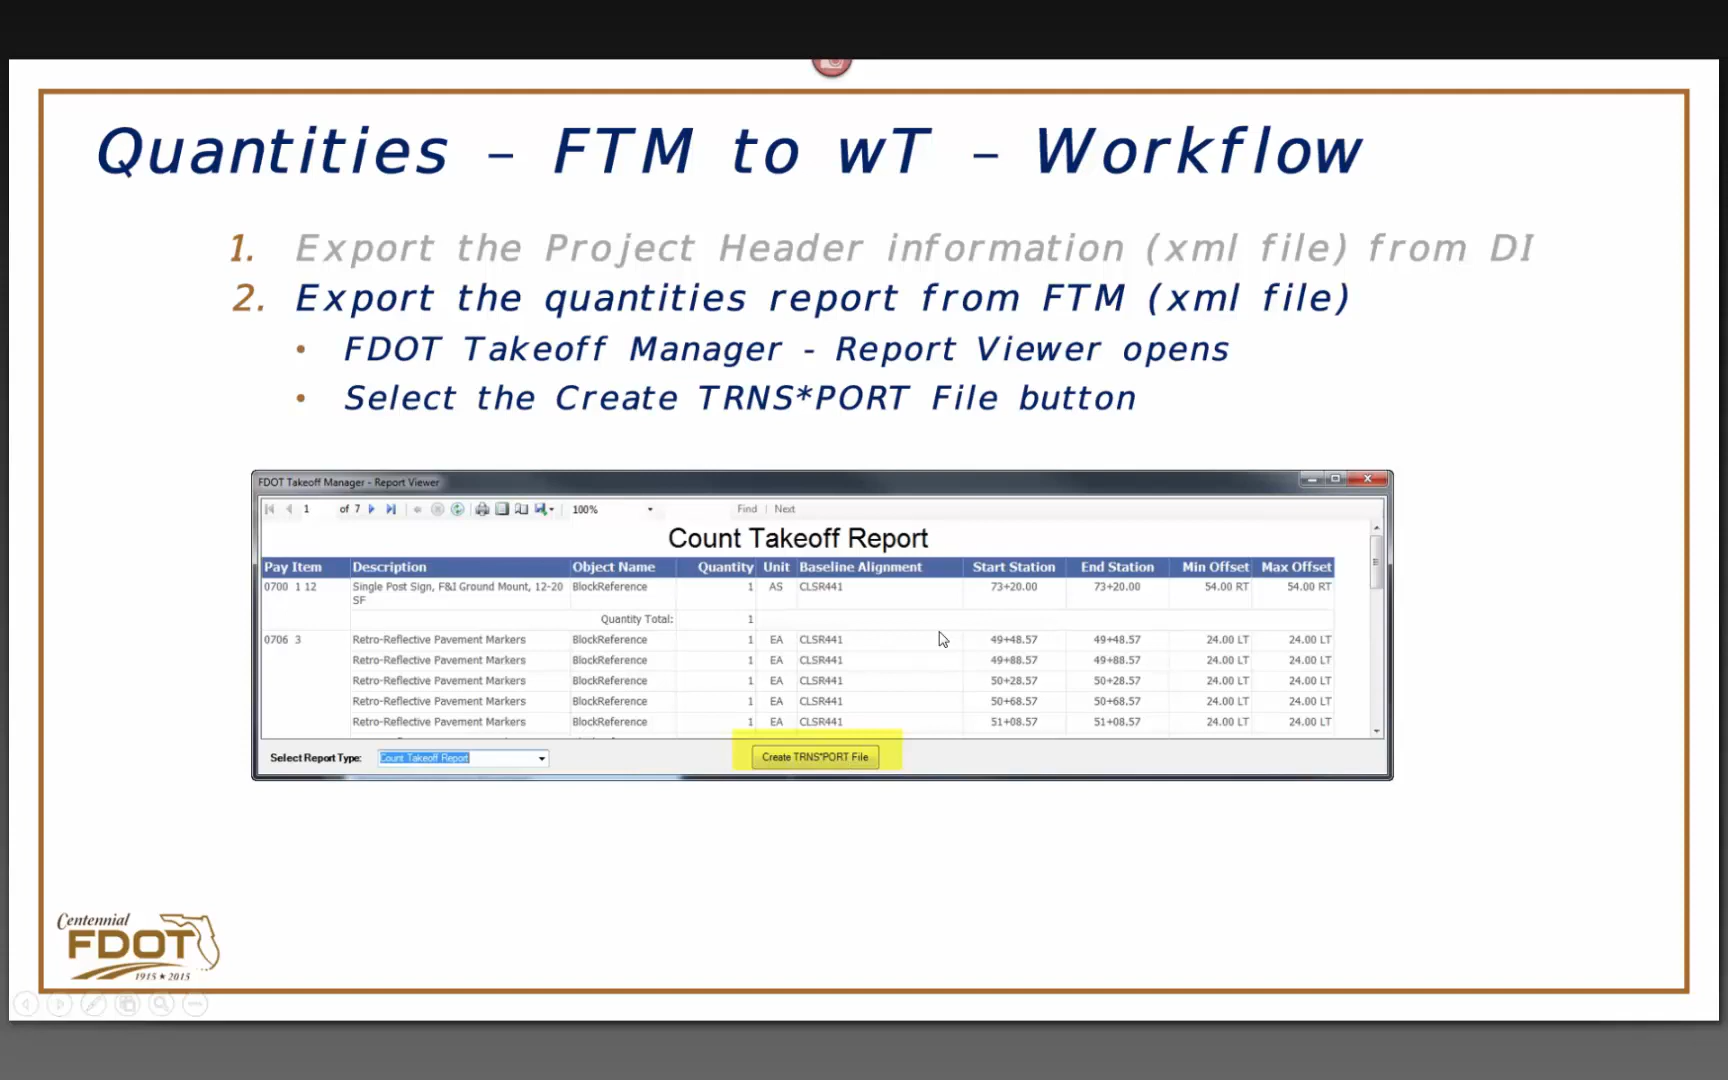 Quantities – FTM to wT – Workflow
1. Export the Project Header information (xml file) from DI
2. Export the quantities report from FTM (xml file)
• FDOT Takeoff Manager - Report Viewer opens
• Select the Create TRNS*PORT File button
FDOT Takeoff Manager - Report Viewer
1 of 7 100% Find | Next
Count Takeoff Report
Pay Item Description Object Name Quantity Unit Baseline Alignment Start Station End Station Min Offset Max Offset
0700 1 12 Single Post Sign, F&I Ground Mount, 12-20 BlockReference 1 AS CLSR441 73+20.00 73+20.00 54.00 RT 54.00 RT
SF
Quantity Total: 1
0706 3 Retro-Reflective Pavement Markers BlockReference 1 EA CLSR441 49+48.57 49+48.57 24.00 LT 24.00 LT
Retro-Reflective Pavement Markers BlockReference 1 EA CLSR441 49+88.57 49+88.57 24.00 LT 24.00 LT
Retro-Reflective Pavement Markers BlockReference 1 EA CLSR441 50+28.57 50+28.57 24.00 LT 24.00 LT
Retro-Reflective Pavement Markers BlockReference 1 EA CLSR441 50+68.57 50+68.57 24.00 LT 24.00 LT
Retro-Reflective Pavement Markers BlockReference 1 EA CLSR441 51+08.57 51+08.57 24.00 LT 24.00 LT
Select Report Type: Count Takeoff Report Create TRNS*PORT File
Centennial
FDOT
1915★2015